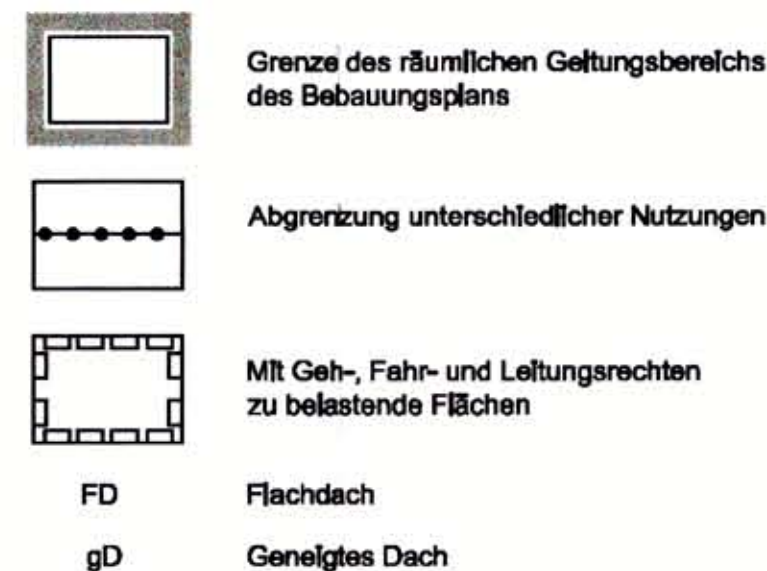 Grenze des räumlichen Geltungsbereichs
des Bebauungsplans
Abgrenzung unterschiedlicher Nutzungen
Mit Geh-, Fahr- und Leitungsrechten
zu belastende Flächen
FD Flachdach
gD Geneigtes Dach